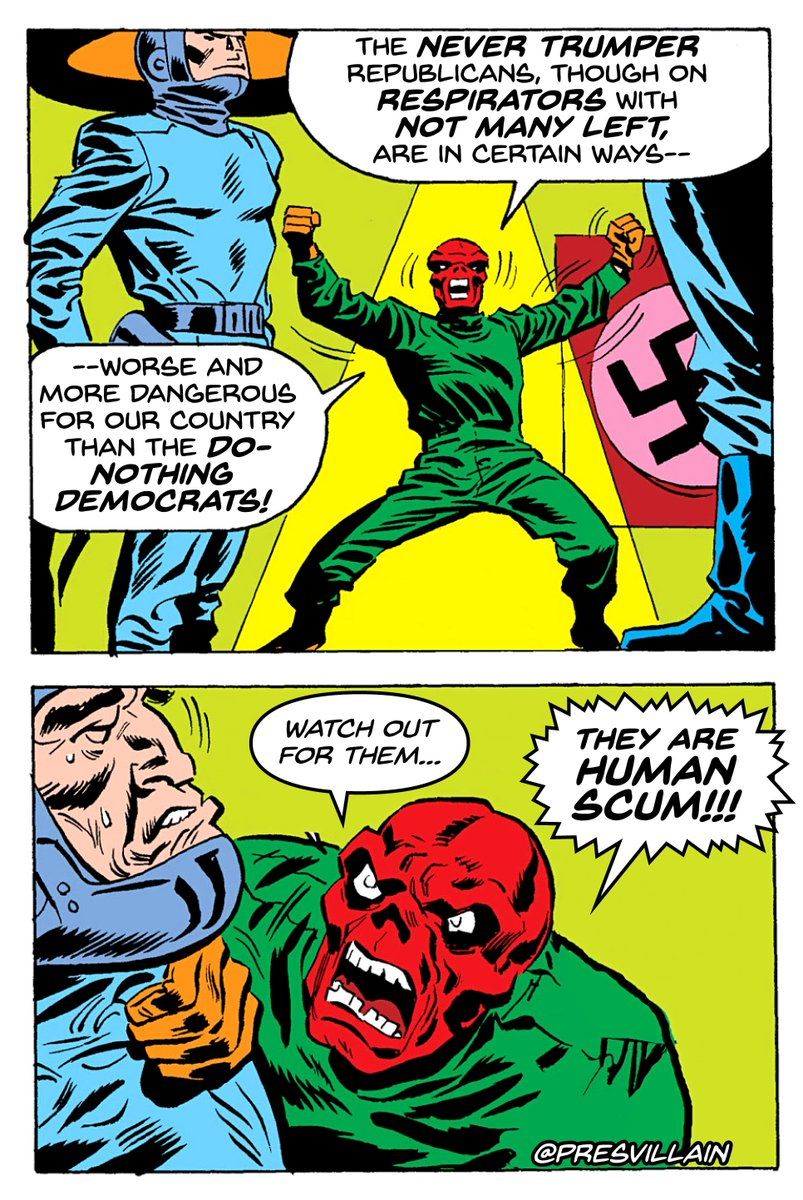 THE NEVER TRUMPER
REPUBLICANS, THOUGH ON
RESPIRATORS WITH
NOT MANY LEFT,
ARE IN CERTAIN WAYS--
--WORSE AND
MORE DANGEROUS
FOR OUR COUNTRY
THAN THE DO-
NOTHING
DEMOCRATS!
WATCH OUT
FOR THEM...
THEY ARE
HUMAN
SCUM!!!
@PRESVILLAIN